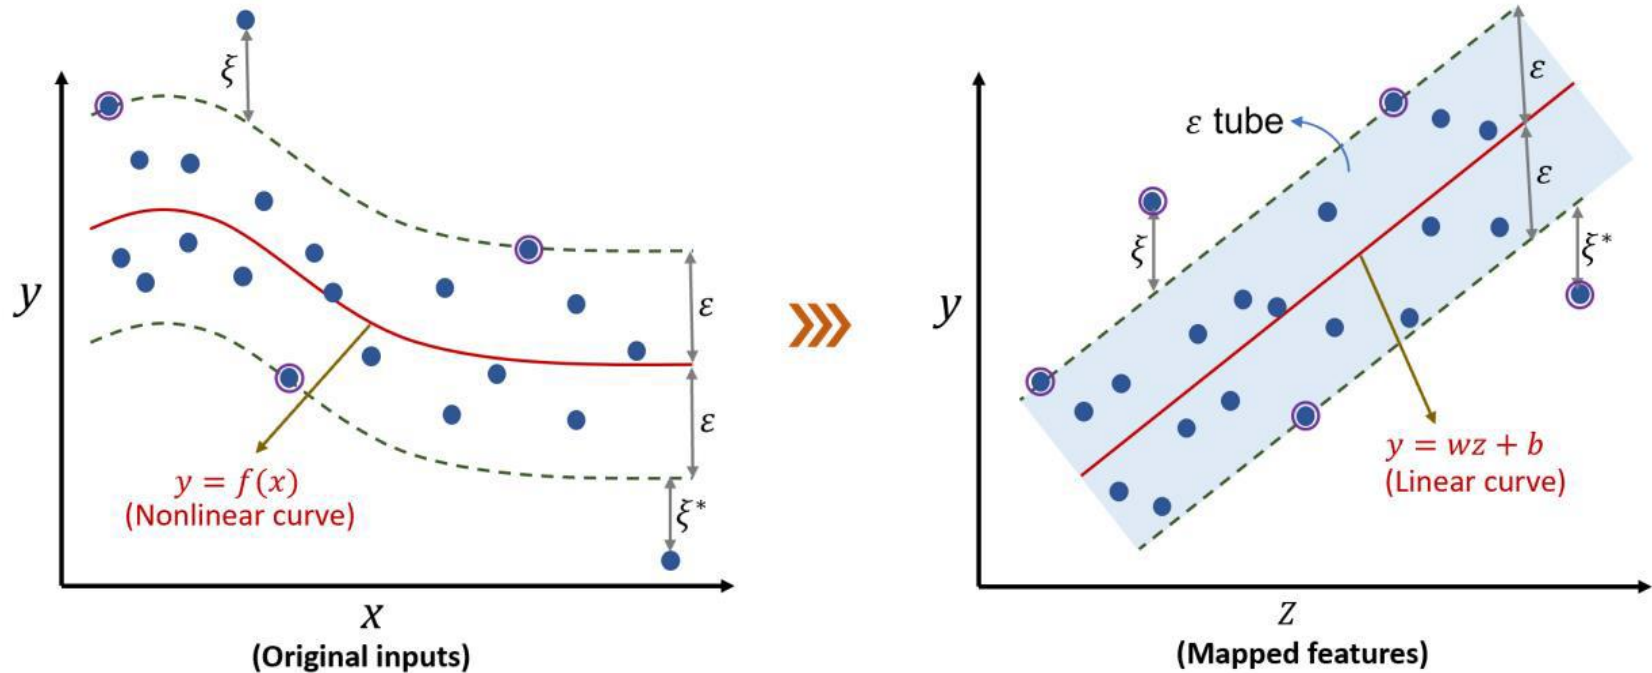 ξ
y
ε
ε
y = f(x)
(Nonlinear curve)
ξ*
x
(Original inputs)
ε tube
ε
ε
ξ
ξ*
y
y = wz + b
(Linear curve)
z
(Mapped features)